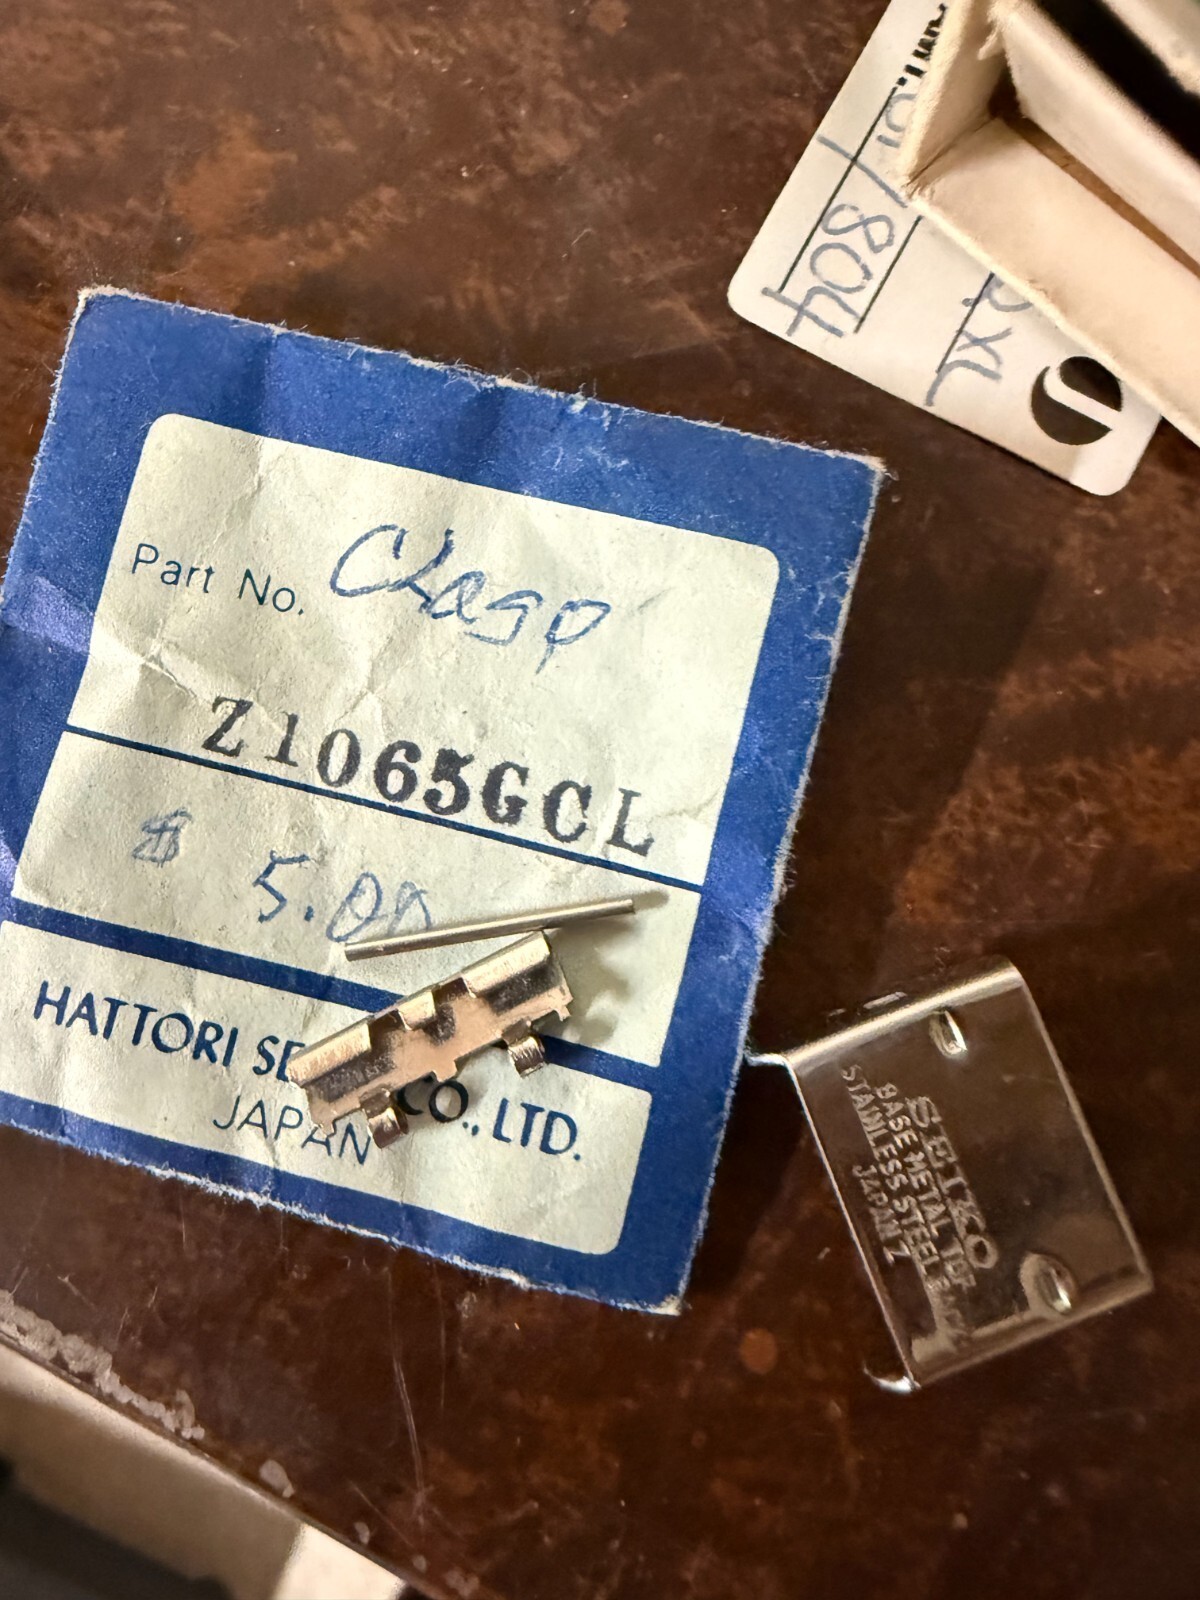 Part No. Clasp
Z1065GCL
$ 5.00
HATTORI SE CO., LTD.
JAPAN
SEIKO
BASE METAL TOP
STAINLESS STEEL BACK
JAPAN Z
804